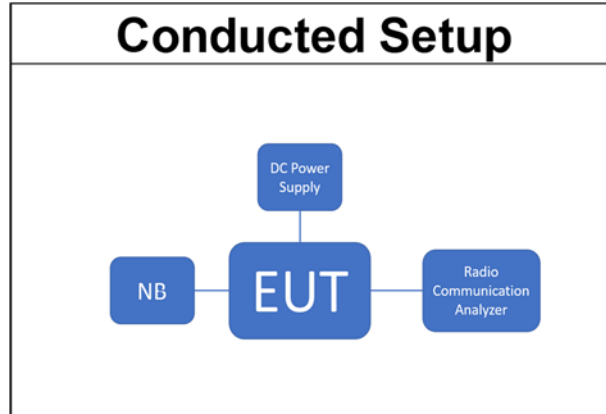 Conducted Setup
DC Power
Supply
NB
EUT
Radio
Communication
Analyzer